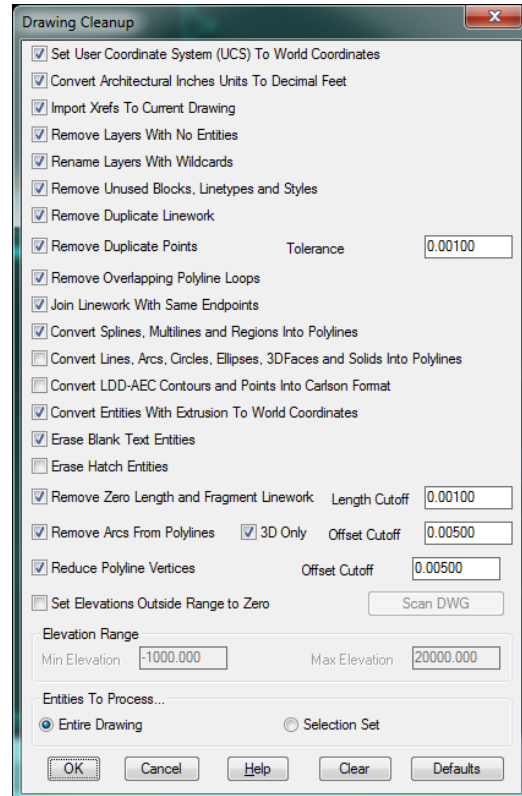 Drawing Cleanup
Set User Coordinate System (UCS) To World Coordinates
Convert Architectural Inches Units To Decimal Feet
Import Xrefs To Current Drawing
Remove Layers With No Entities
Rename Layers With Wildcards
Remove Unused Blocks, Linetypes and Styles
Remove Duplicate Linework
Remove Duplicate Points Tolerance 0.00100
Remove Overlapping Polyline Loops
Join Linework With Same Endpoints
Convert Splines, Multilines and Regions Into Polylines
Convert Lines, Arcs, Circles, Ellipses, 3DFaces and Solids Into Polylines
Convert LDD-AEC Contours and Points Into Carlson Format
Convert Entities With Extrusion To World Coordinates
Erase Blank Text Entities
Erase Hatch Entities
Remove Zero Length and Fragment Linework Length Cutoff 0.00100
Remove Arcs From Polylines 3D Only Offset Cutoff 0.00500
Reduce Polyline Vertices Offset Cutoff 0.00500
Set Elevations Outside Range to Zero Scan DWG
Elevation Range
Min Elevation -1000.000 Max Elevation 20000.000
Entities To Process...
Entire Drawing Selection Set
OK Cancel Help Clear Defaults